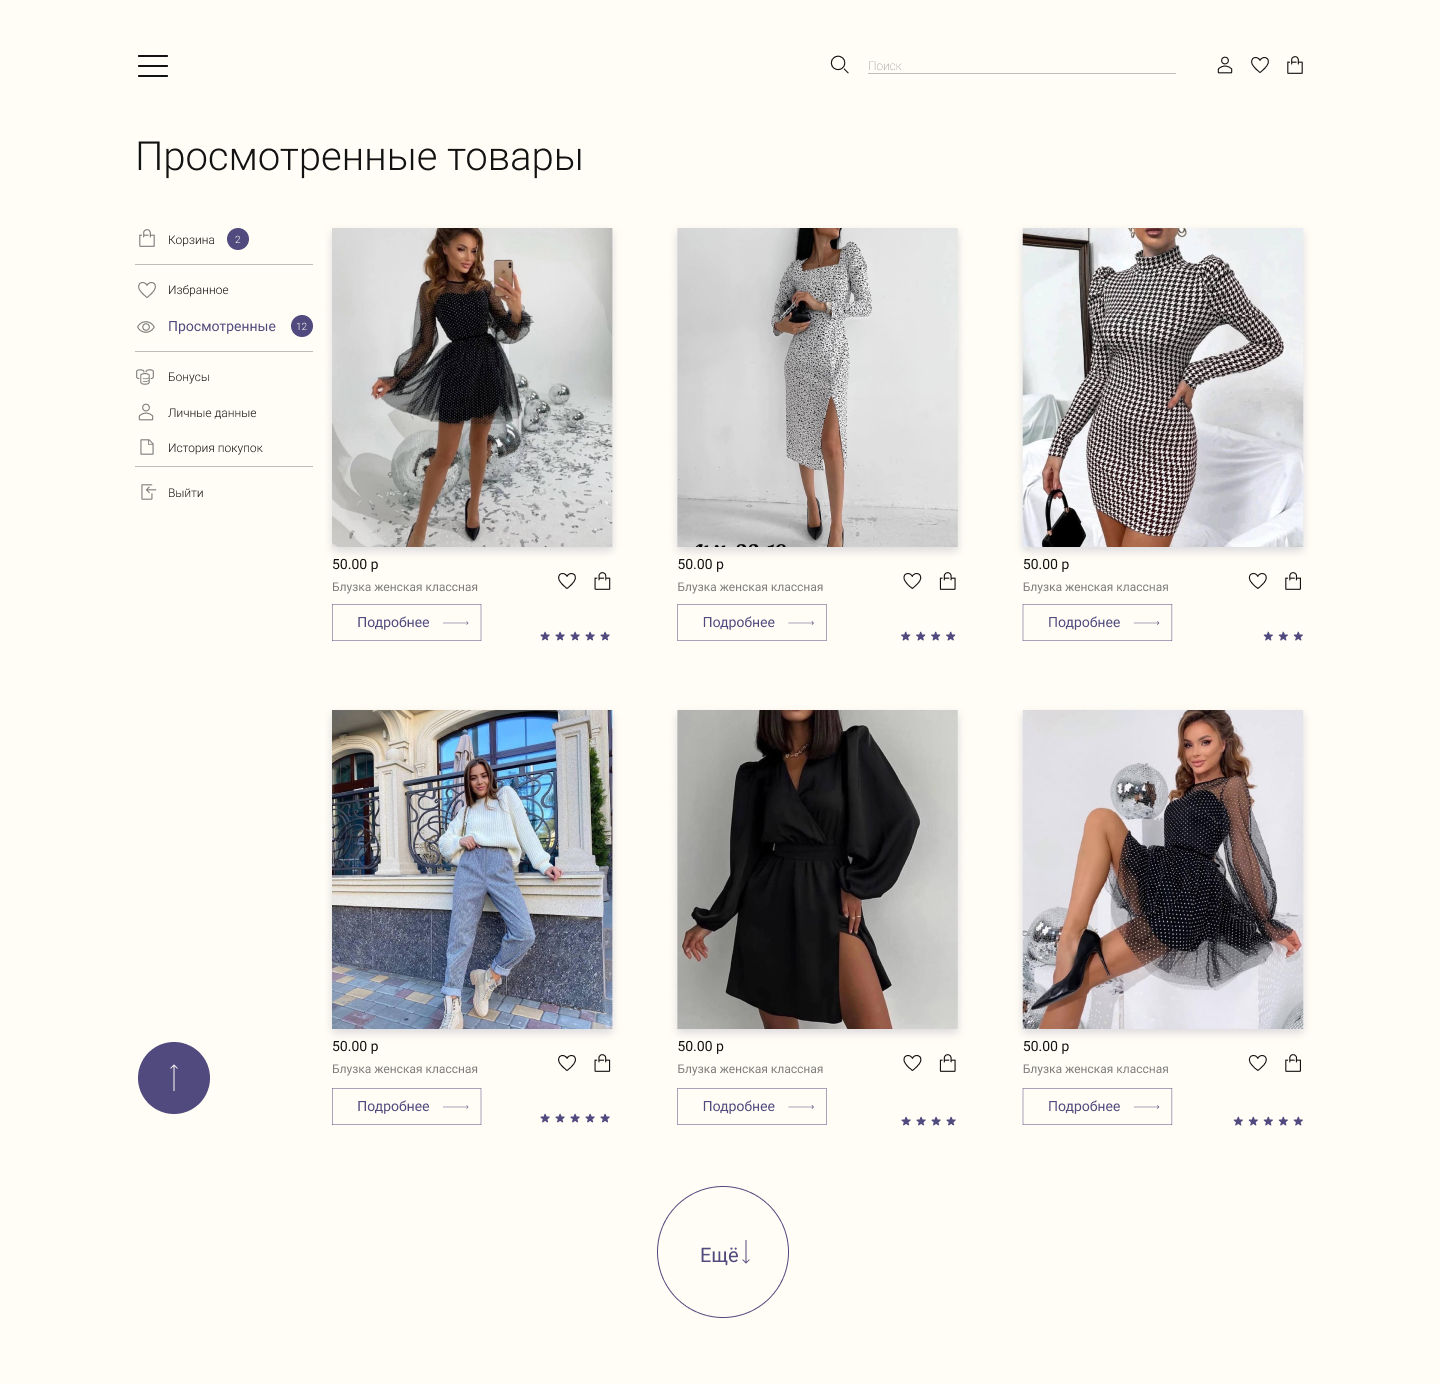 Поиск
Просмотренные товары
Корзина 2
Избранное
Просмотренные 12
Бонусы
Личные данные
История покупок
Выйти
50.00 р
Блузка женская классная
Подробнее
50.00 р
Блузка женская классная
Подробнее
50.00 р
Блузка женская классная
Подробнее
50.00 р
Блузка женская классная
Подробнее
50.00 р
Блузка женская классная
Подробнее
50.00 р
Блузка женская классная
Подробнее
Ещё